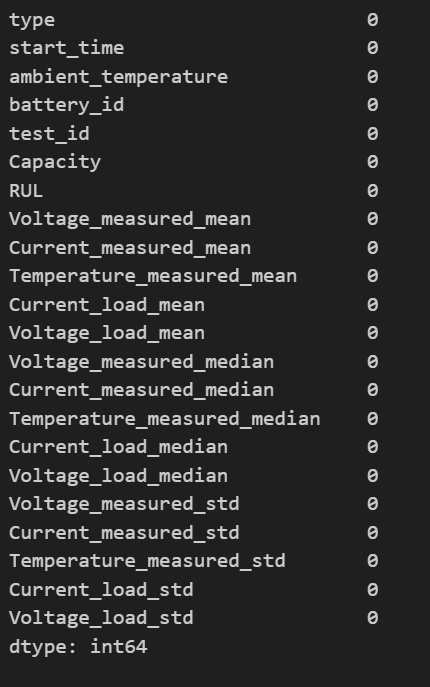 type 0
start_time 0
ambient_temperature 0
battery_id 0
test_id 0
Capacity 0
RUL 0
Voltage_measured_mean 0
Current_measured_mean 0
Temperature_measured_mean 0
Current_load_mean 0
Voltage_load_mean 0
Voltage_measured_median 0
Current_measured_median 0
Temperature_measured_median 0
Current_load_median 0
Voltage_load_median 0
Voltage_measured_std 0
Current_measured_std 0
Temperature_measured_std 0
Current_load_std 0
Voltage_load_std 0
dtype: int64